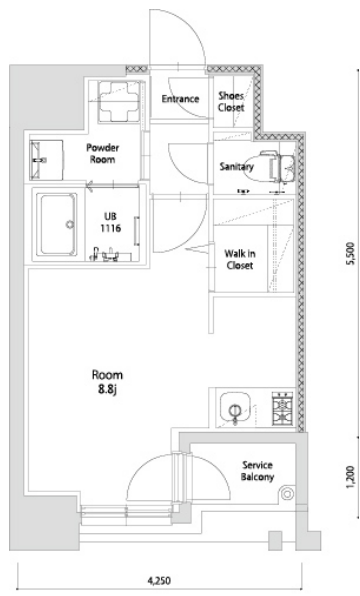 Entrance
Shoes
Closet
Powder
Room
Sanitary
UB
1116
Walk in
Closet
5,500
Room
8.8j
Service
Balcony
1,200
4,250